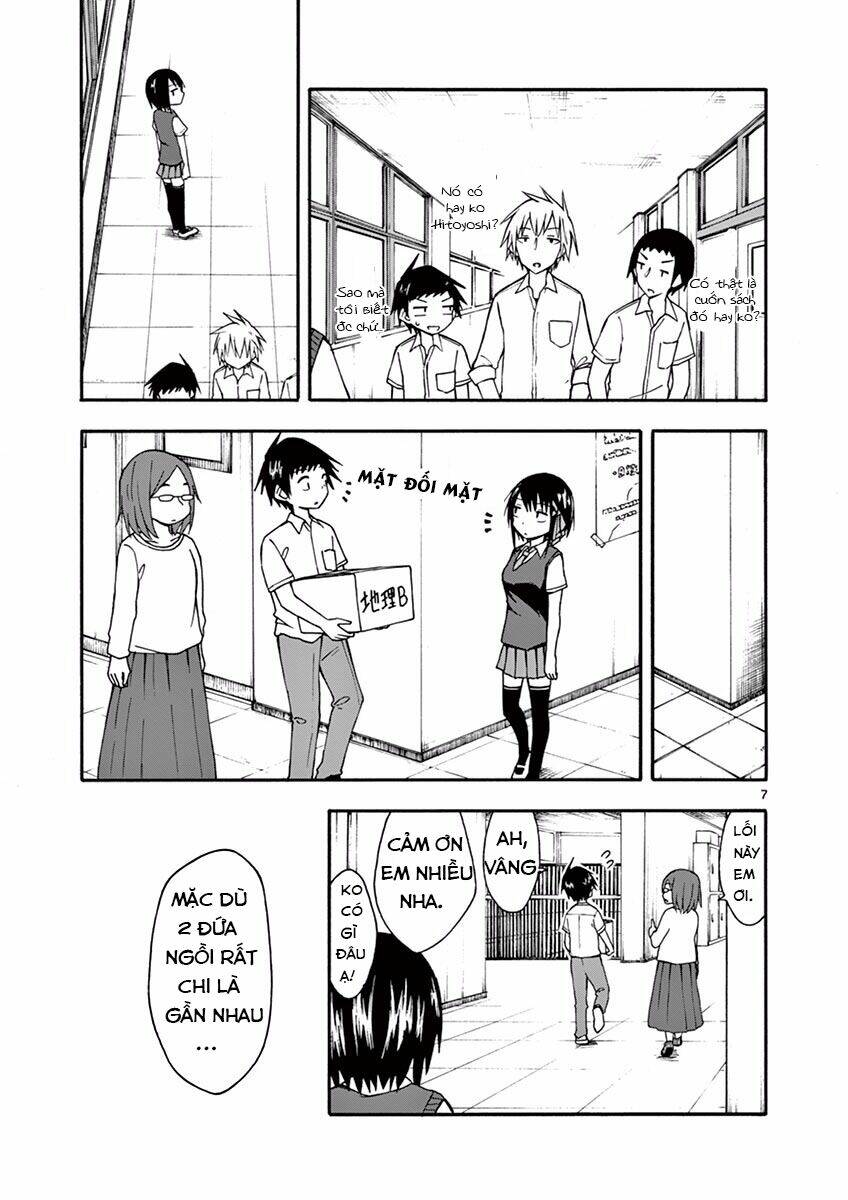 Có thật là
cuốn sách
đó hay ko?
Nó có
hay ko
Hitoyoshi?
Sao mà
tôi biết
đc chứ...
MẶT ĐỐI MẶT
地理B
7
LỐI
NÀY
EM
ƠI.
AH,
VÂNG
CẢM ƠN
EM NHIỀU
NHA.
KO
CÓ
GÌ
ĐÂU
Ạ!
MẶC DÙ
2 ĐỨA
NGỒI RẤT
CHI LÀ
GẦN NHAU
...